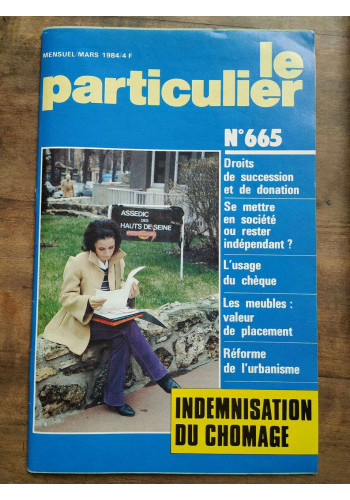 MENSUEL/MARS 1984/4 F
le
particulier
N°665
Droits
de succession
et de donation
Se mettre
en société
ou rester
indépendant ?
L'usage
du chèque
Les meubles :
valeur
de placement
Réforme
de l'urbanisme
ASSEDIC
DES
HAUTS DE SEINE
INDEMNISATION
DU CHOMAGE